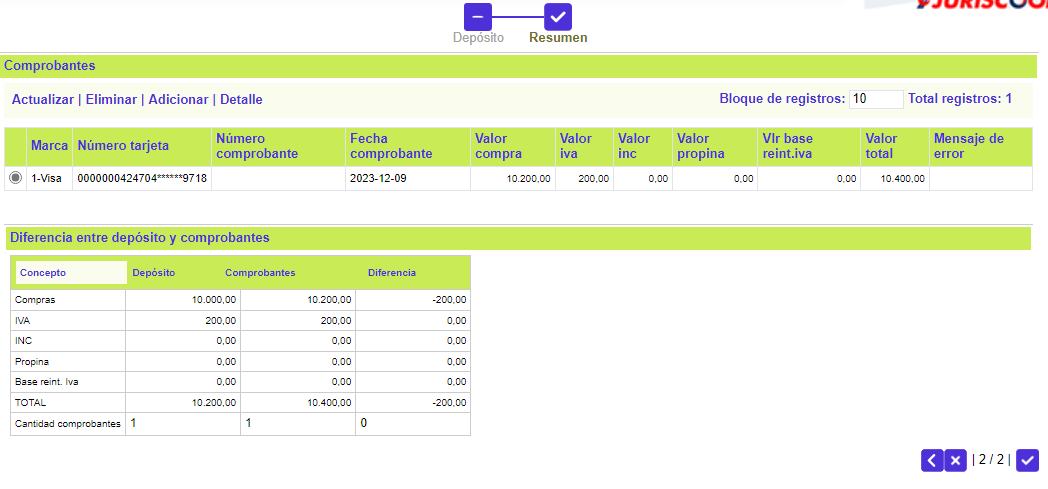 JURISCOOP
Depósito Resumen
Comprobantes
Actualizar | Eliminar | Adicionar | Detalle Bloque de registros: 10 Total registros: 1
Marca Número tarjeta Número comprobante Fecha comprobante Valor compra Valor iva Valor inc Valor propina Vlr base reint.iva Valor total Mensaje de error
1-Visa 0000000424704******9718 2023-12-09 10.200,00 200,00 0,00 0,00 0,00 10.400,00
Diferencia entre depósito y comprobantes
Concepto Depósito Comprobantes Diferencia
Compras 10.000,00 10.200,00 -200,00
IVA 200,00 200,00 0,00
INC 0,00 0,00 0,00
Propina 0,00 0,00 0,00
Base reint. Iva 0,00 0,00 0,00
TOTAL 10.200,00 10.400,00 -200,00
Cantidad comprobantes 1 1 0
| 2 / 2 |